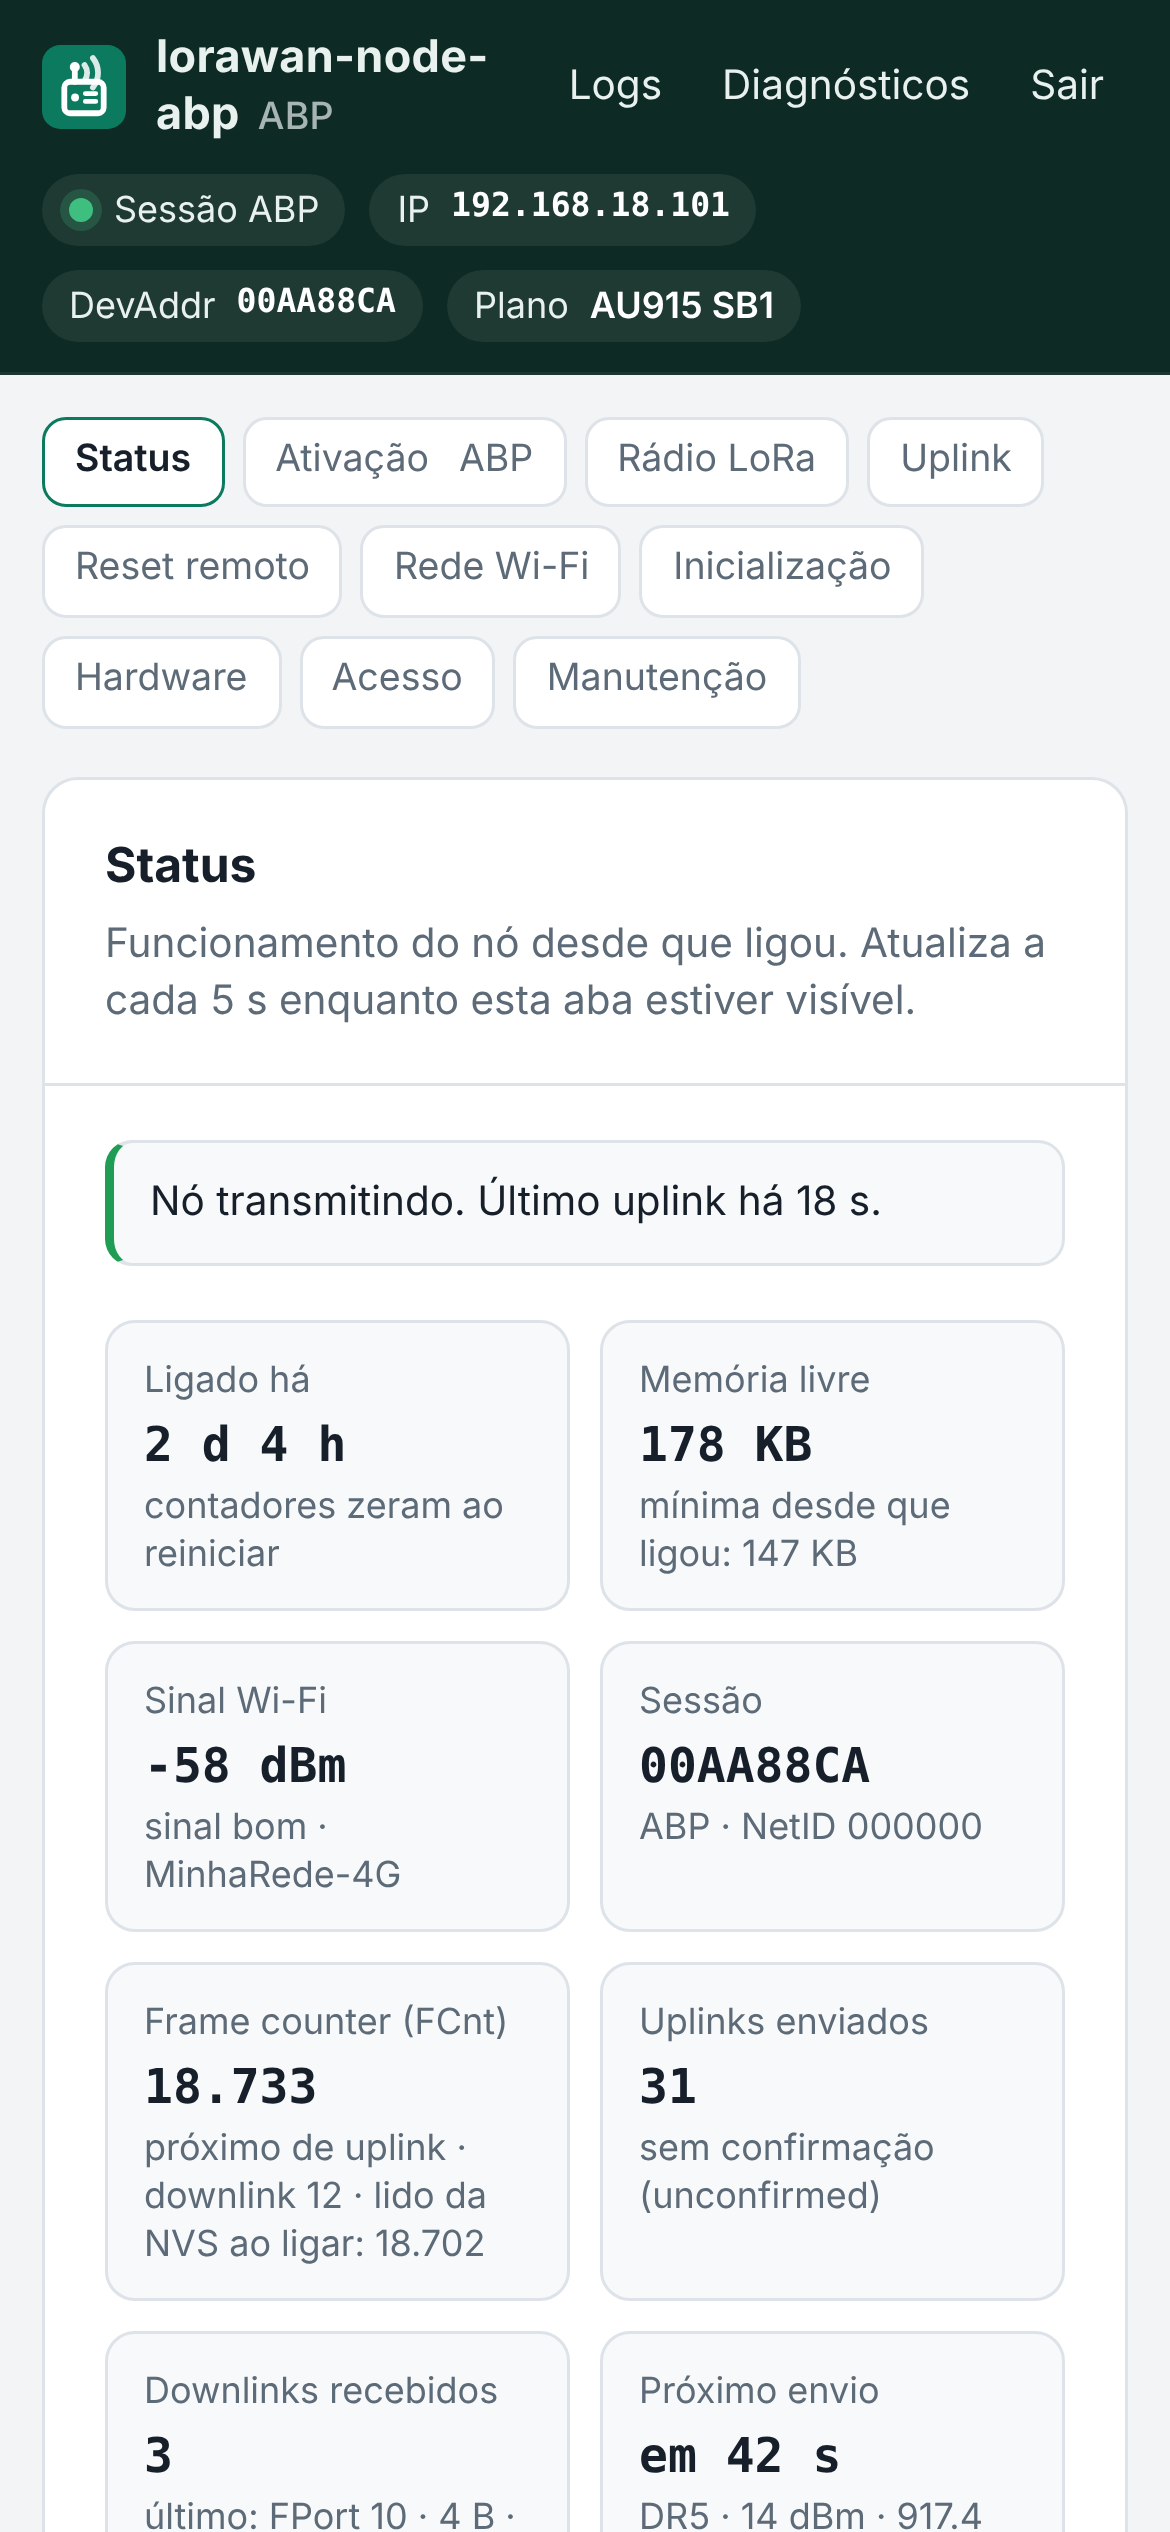 lorawan-node-
abp ABP
Logs Diagnósticos Sair
Sessão ABP IP 192.168.18.101
DevAddr 00AA88CA Plano AU915 SB1
Status Ativação ABP Rádio LoRa Uplink
Reset remoto Rede Wi-Fi Inicialização
Hardware Acesso Manutenção
Status
Funcionamento do nó desde que ligou. Atualiza a
cada 5 s enquanto esta aba estiver visível.
Nó transmitindo. Último uplink há 18 s.
Ligado há
2 d 4 h
contadores zeram ao
reiniciar
Memória livre
178 KB
mínima desde que
ligou: 147 KB
Sinal Wi-Fi
-58 dBm
sinal bom ·
MinhaRede-4G
Sessão
00AA88CA
ABP · NetID 000000
Frame counter (FCnt)
18.733
próximo de uplink ·
downlink 12 · lido da
NVS ao ligar: 18.702
Uplinks enviados
31
sem confirmação
(unconfirmed)
Downlinks recebidos
3
último: FPort 10 · 4 B ·
Próximo envio
em 42 s
DR5 · 14 dBm · 917.4